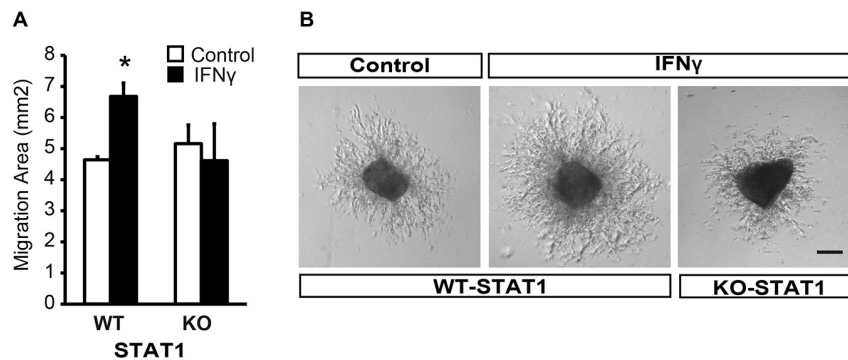 A
Migration Area (mm2)
8
7
6
5
4
3
2
1
0
*
Control
IFNγ
WT
KO
STAT1
B
Control
IFNγ
WT-STAT1
KO-STAT1